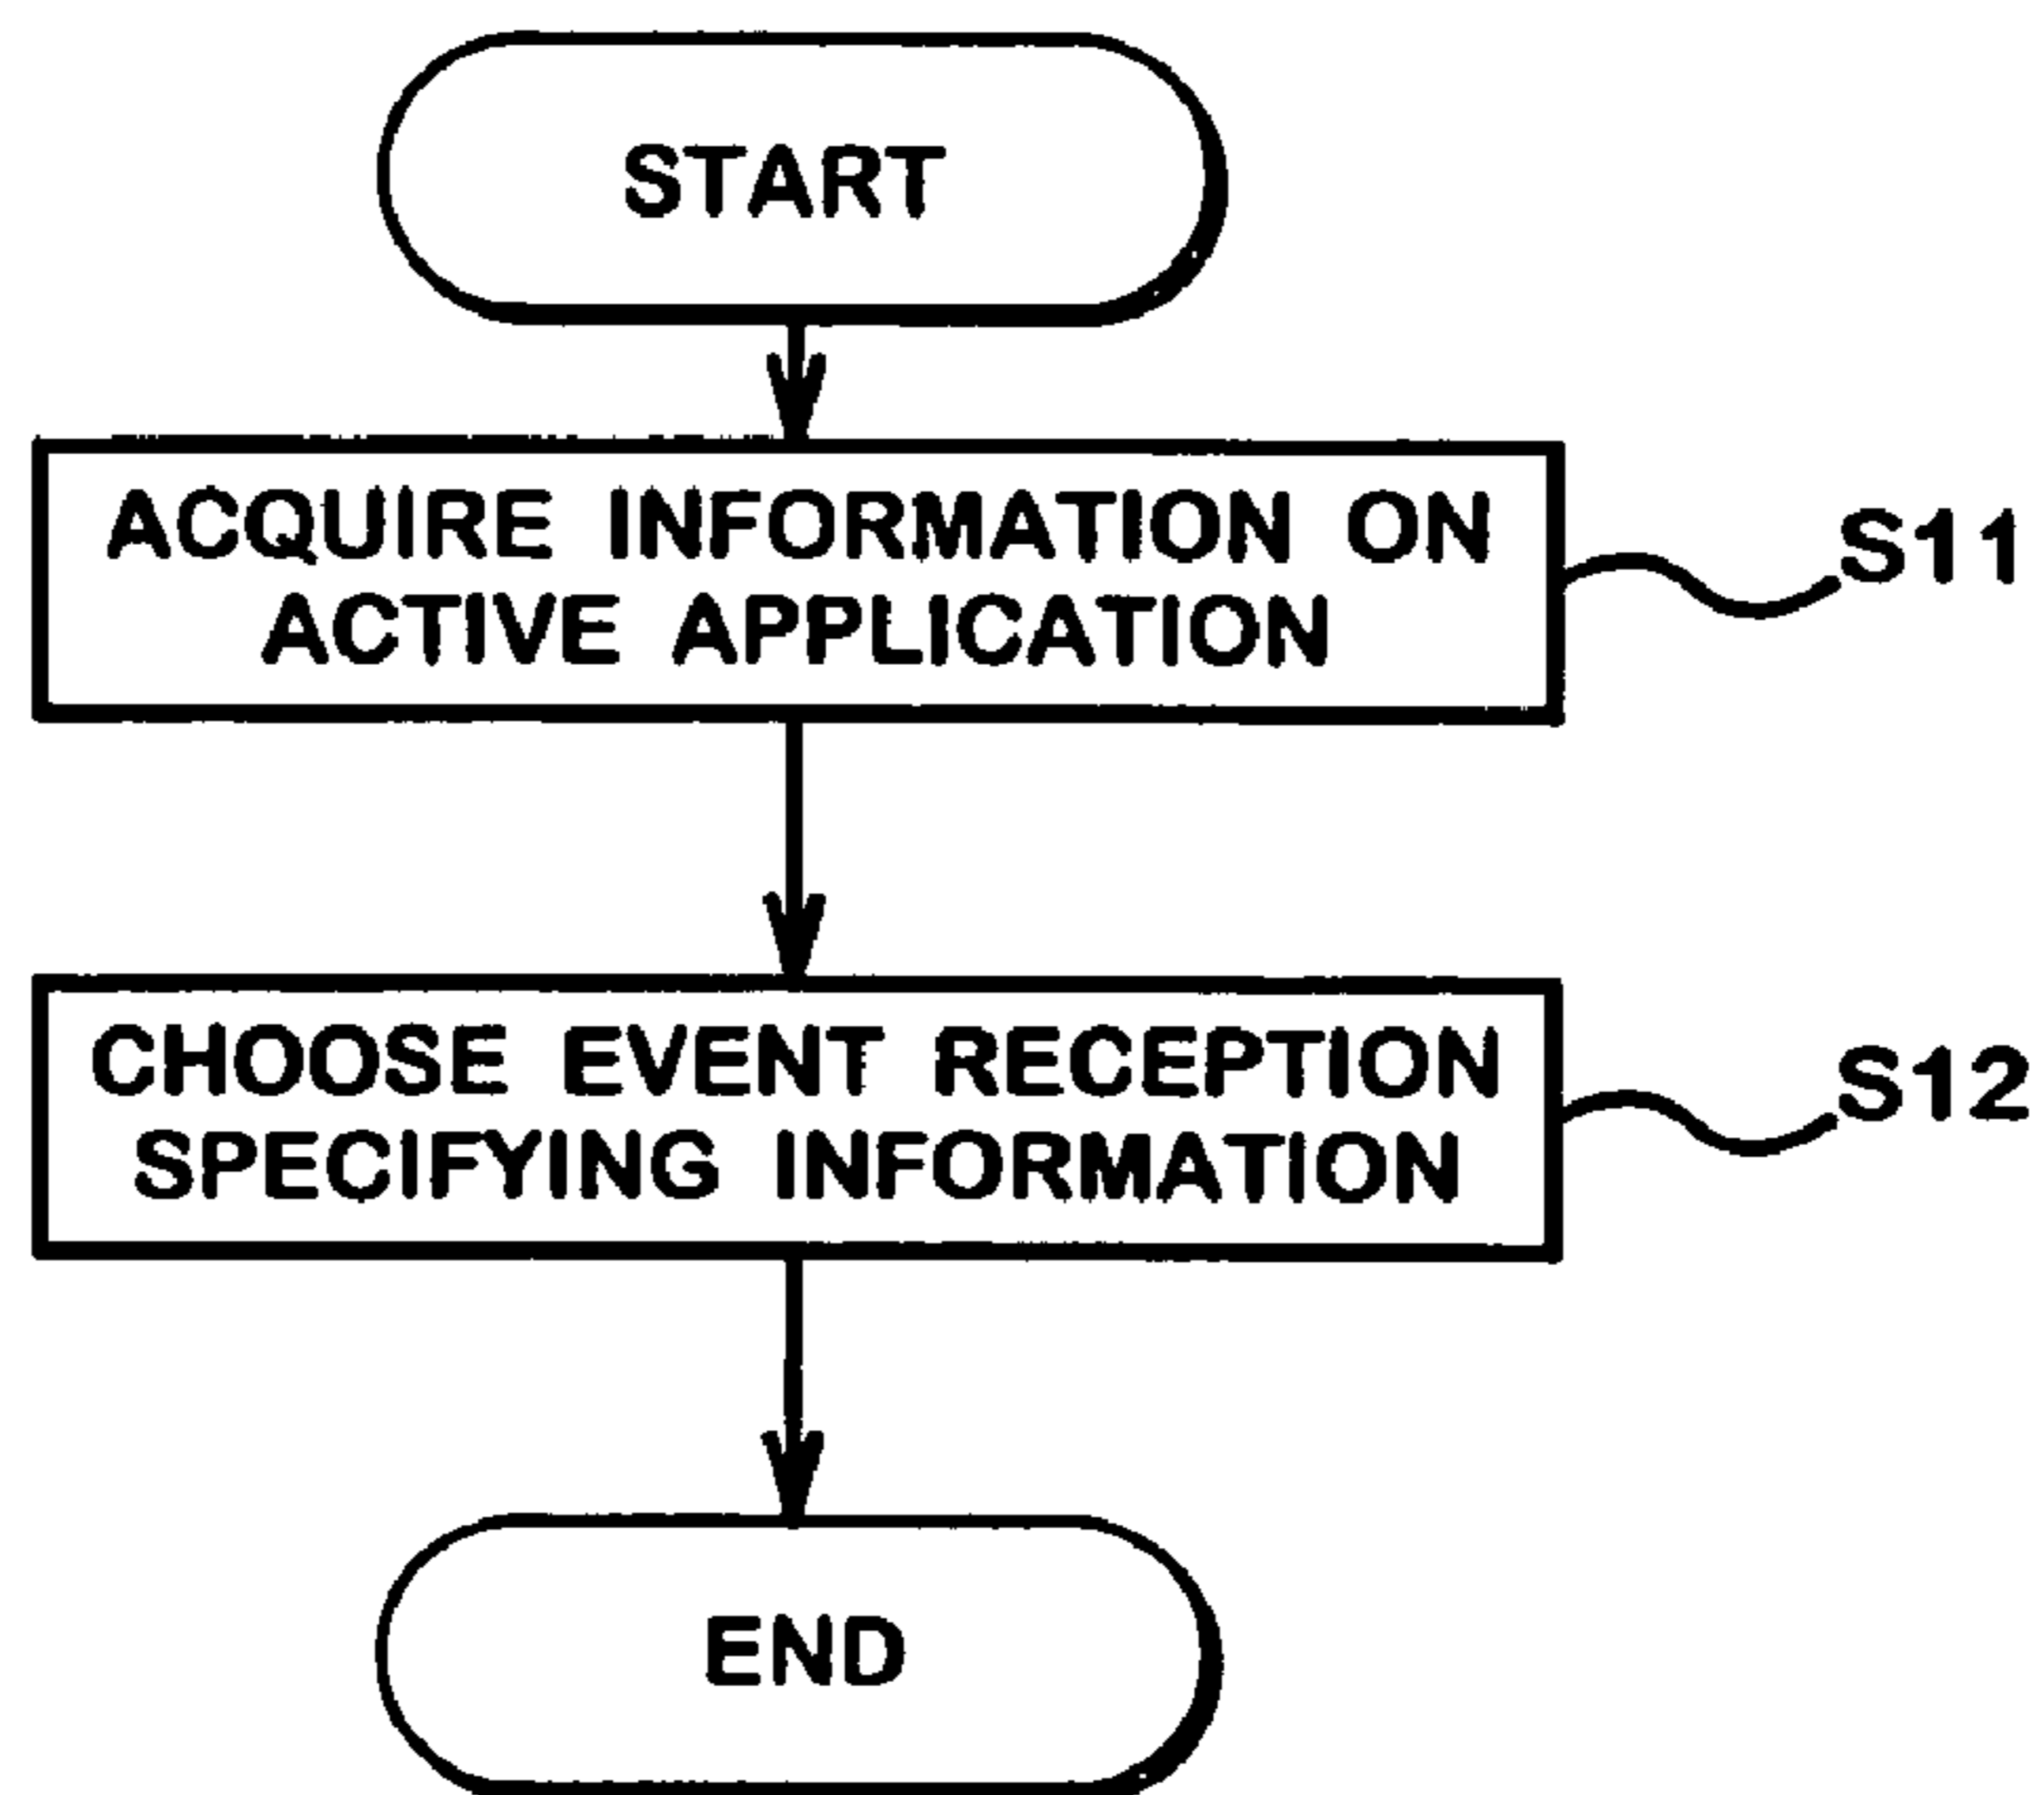 START
ACQUIRE INFORMATION ON
ACTIVE APPLICATION
S11
CHOOSE EVENT RECEPTION
SPECIFYING INFORMATION
S12
END